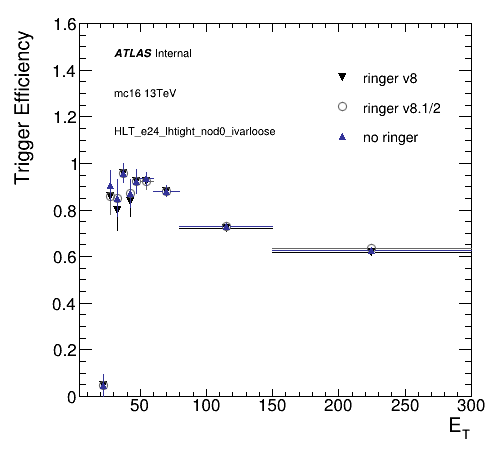 1.6
Trigger Efficiency
ATLAS Internal
1.4
ringer v8
mc16 13TeV
ringer v8.1/2
1.2
HLT_e24_lhtight_nod0_ivarloose
no ringer
1
0.8
0.6
0.4
0.2
0
50
100
150
200
250
300
E_T